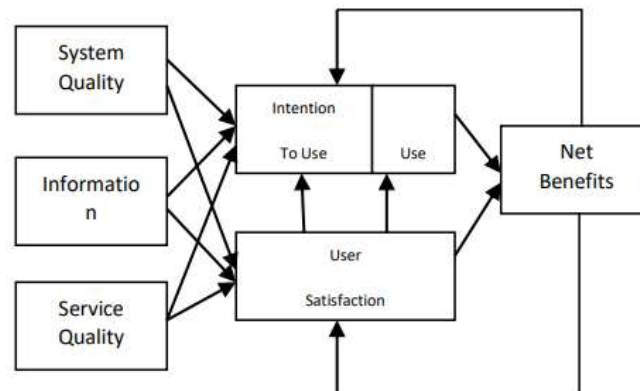 System
Quality
Informatio
n
Service
Quality
Intention
To Use
Use
User
Satisfaction
Net
Benefits